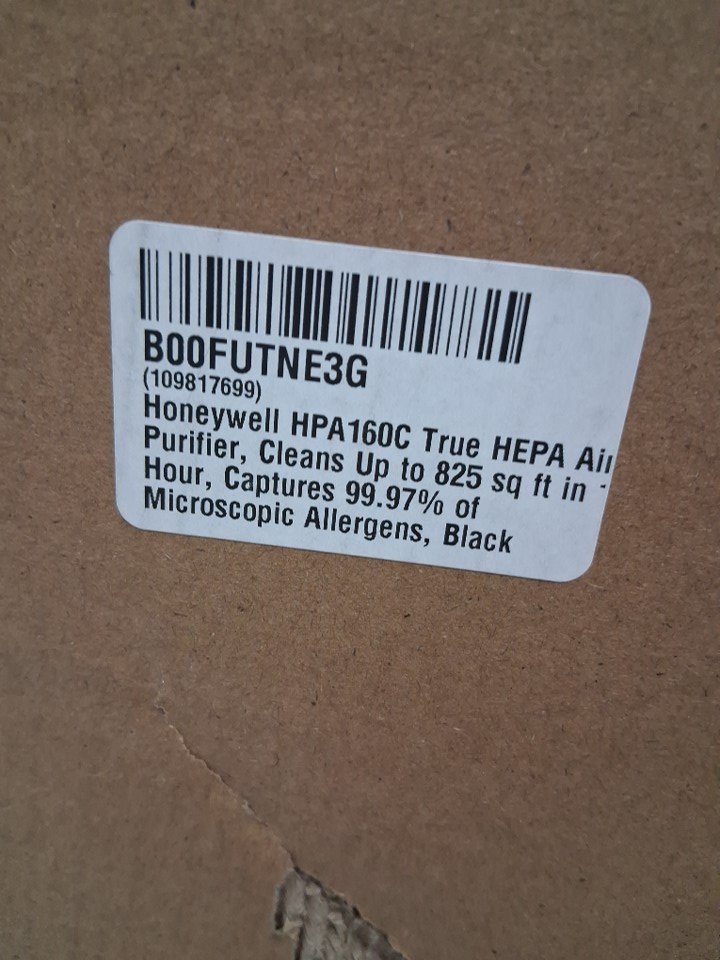 B00FUTNE3G
(109817699)
Honeywell HPA160C True HEPA Air
Purifier, Cleans Up to 825 sq ft in
Hour, Captures 99.97% of
Microscopic Allergens, Black